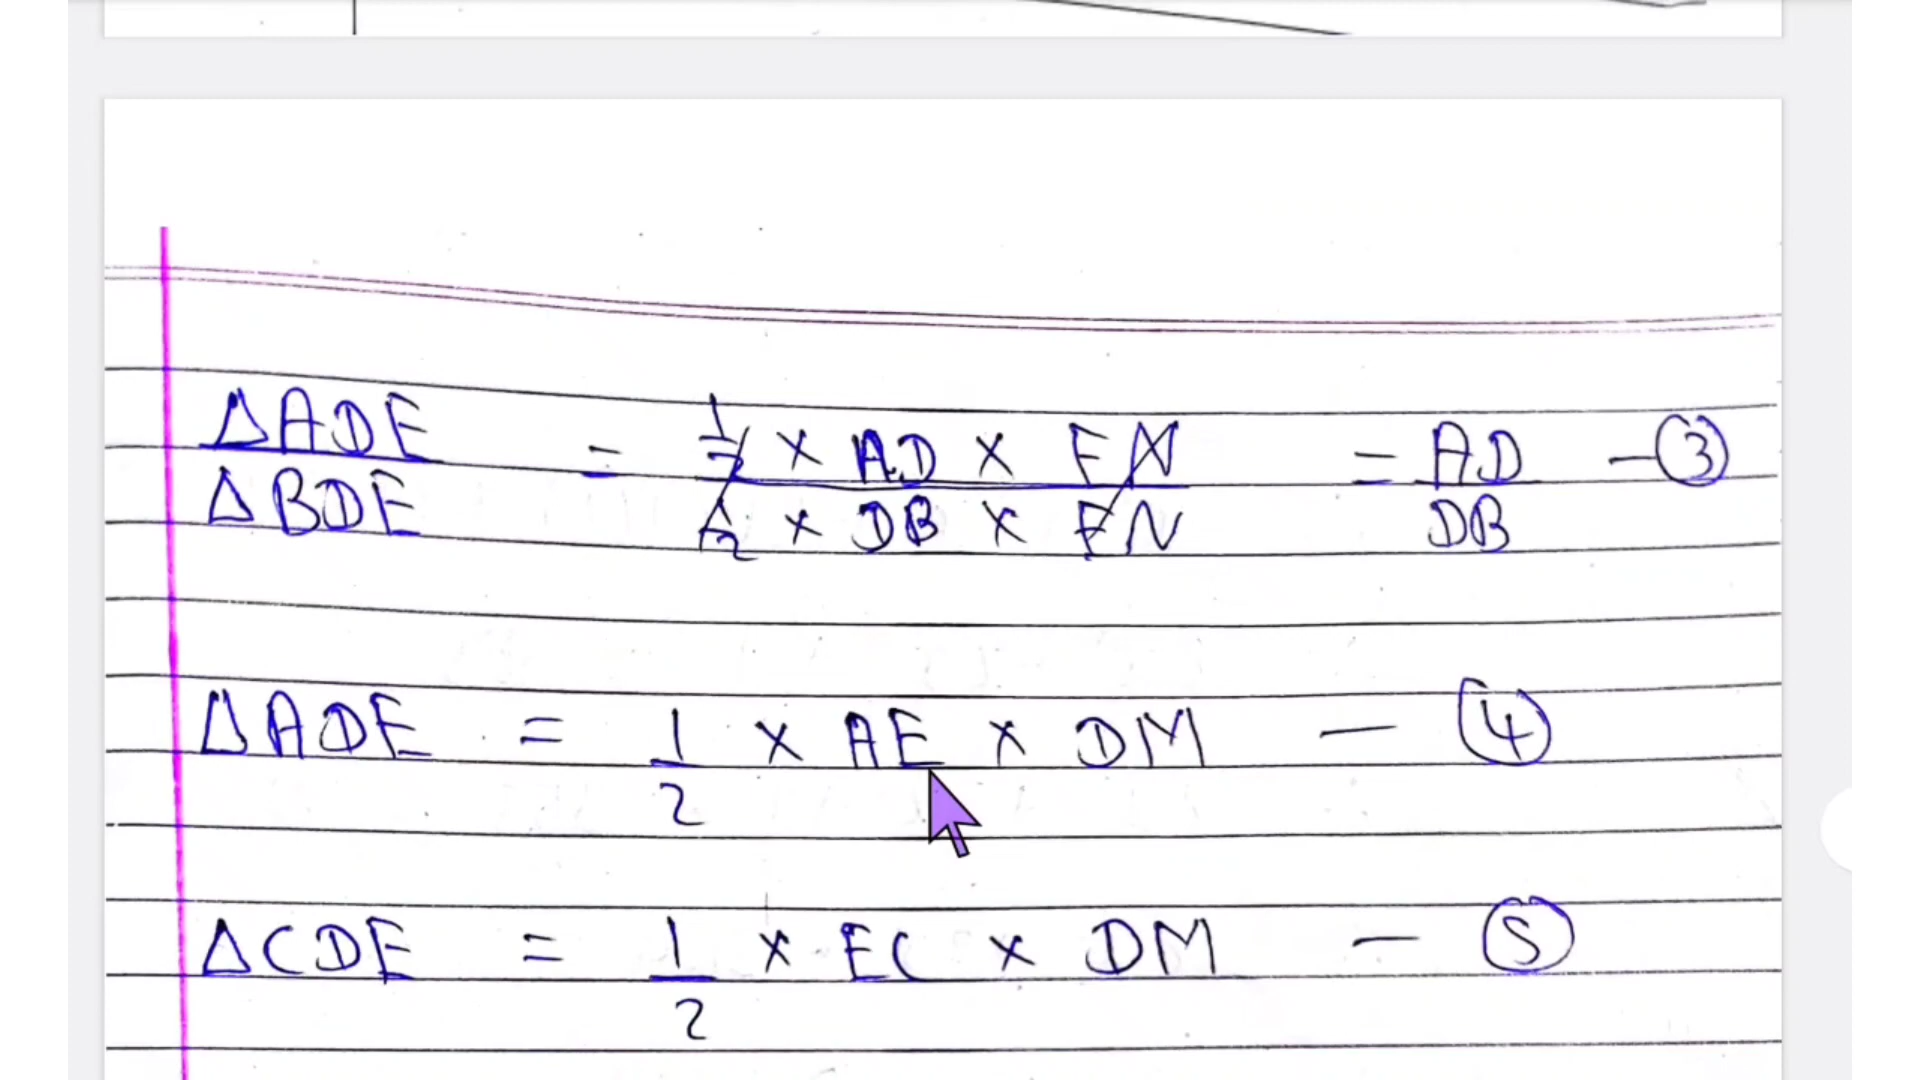 ΔADE / ΔBDE = 1/2 × AD × EN / 1/2 × DB × EN = AD / DB - ③
ΔADE = 1/2 × AE × DM - ④
ΔCDE = 1/2 × EC × DM - ⑤